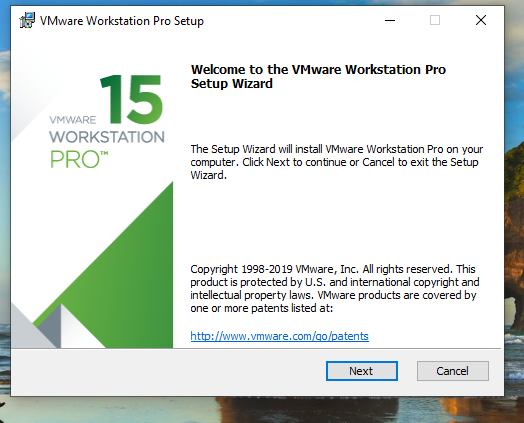 VMware Workstation Pro Setup
Welcome to the VMware Workstation Pro
Setup Wizard
VMWARE 15
WORKSTATION
PRO™
The Setup Wizard will install VMware Workstation Pro on your
computer. Click Next to continue or Cancel to exit the Setup
Wizard.
Copyright 1998-2019 VMware, Inc. All rights reserved. This
product is protected by U.S. and international copyright and
intellectual property laws. VMware products are covered by
one or more patents listed at:
http://www.vmware.com/go/patents
Next
Cancel